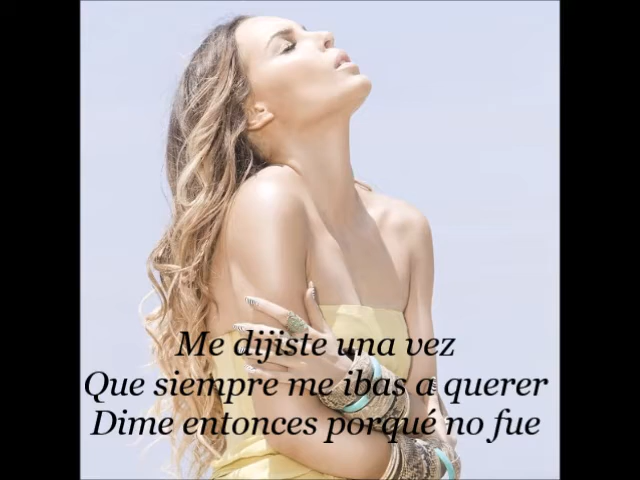 Me dijiste una vez
Que siempre me ibas a querer
Dime entonces porqué no fue